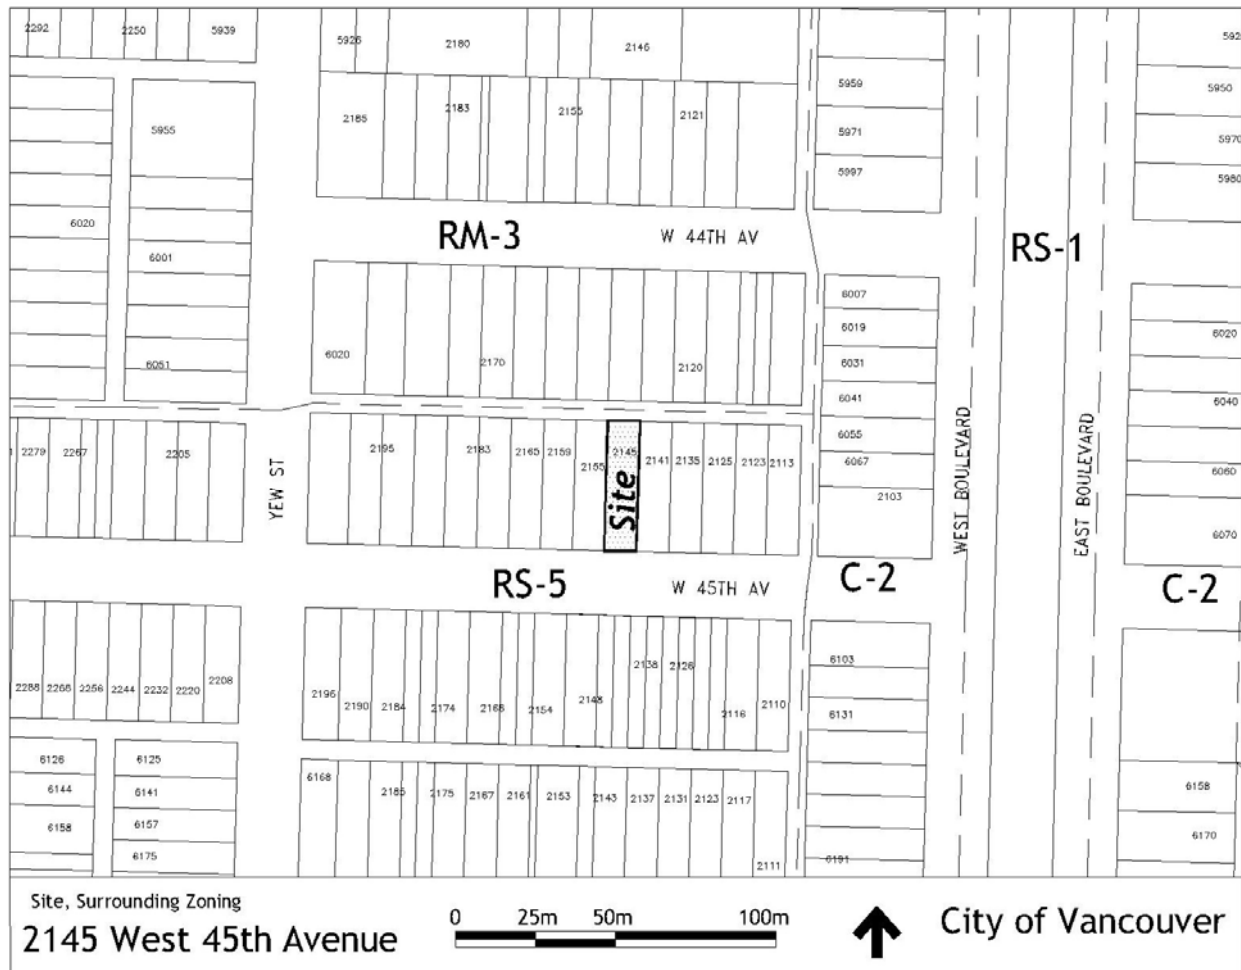 2292 2250 5939 5926 2180 2146 5920
5959 5950
2185 2183 2155 2121
5955 5971 5970
5997 5980
6020 RM-3 W 44TH AV RS-1
6001
6007
6019 6020
6051 6020 2170 2120 6031
6041 6040
6055
2279 2267 2205 2195 2183 2165 2159 2155 2145 2141 2135 2125 2123 2113 6067 6060
2103
YEW ST Site WEST BOULEVARD EAST BOULEVARD
6070
RS-5 W 45TH AV C-2 C-2
2138 2126 6103
2288 2266 2256 2244 2232 2220 2208
2196 2190 2184 2174 2166 2154 2148 2116 2110 6131
6126 6125
6168
6144 6141 2185 2175 2167 2161 2153 2143 2137 2131 2123 2117 6158
6158 6157 6170
6175 2111 6191
Site, Surrounding Zoning
2145 West 45th Avenue
0 25m 50m 100m
City of Vancouver